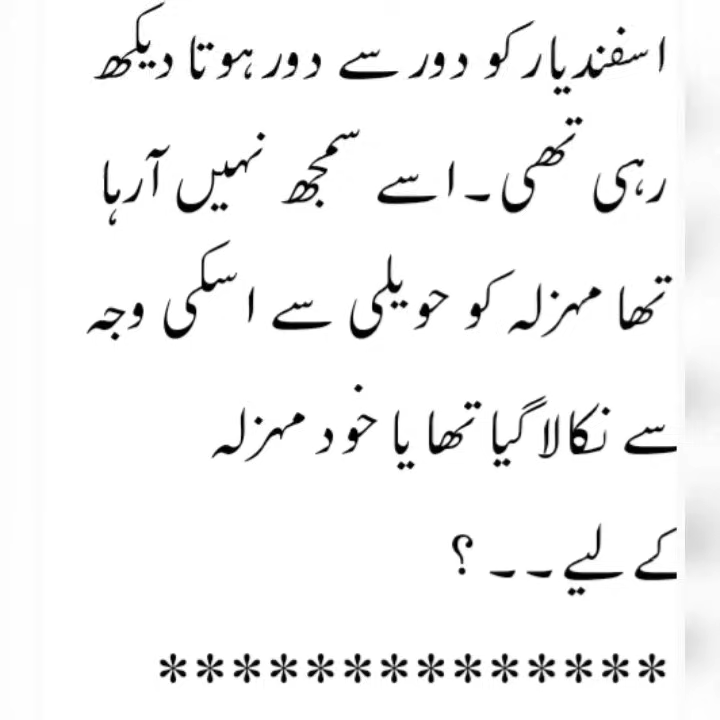 اسفندیار کو دور سے دور ہوتا دیکھ
رہی تھی۔ اسے سمجھ نہیں آرہا
تھا مہزلہ کو حویلی سے اسکی وجہ
سے نکالا گیا تھا یا خود مہزلہ
کے لیے۔۔ ؟
**************